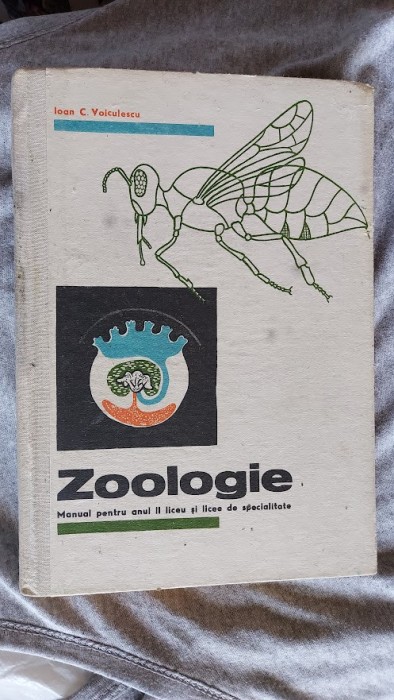 Ioan C. Voiculescu
Zoologie
Manual pentru anul II liceu și licee de specialitate